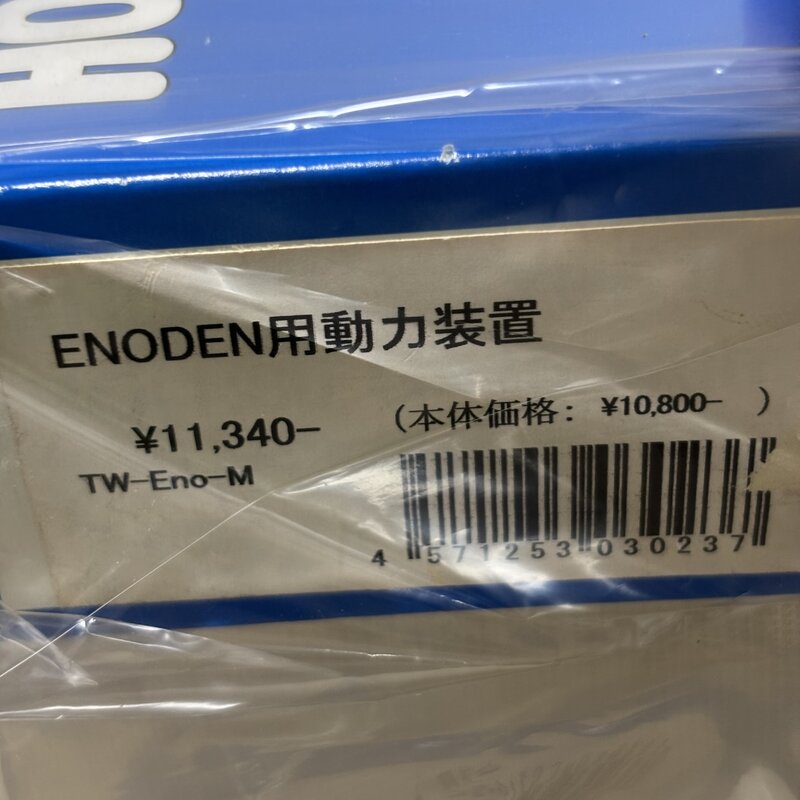 HO
ENODEN用動力装置
¥11,340-
(本体価格: ¥10,800- )
TW-Eno-M
4 571253 030237